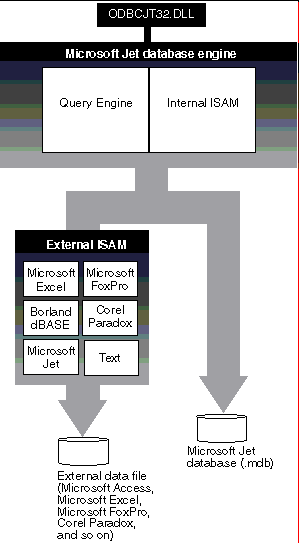 ODBCJT32.DLL
Microsoft Jet database engine
Query Engine
Internal ISAM
External ISAM
Microsoft
Excel
Microsoft
FoxPro
Borland
dBASE
Corel
Paradox
Microsoft
Jet
Text
External data file
(Microsoft Access,
Microsoft Excel,
Microsoft FoxPro,
Corel Paradox,
and so on)
Microsoft Jet
database (.mdb)